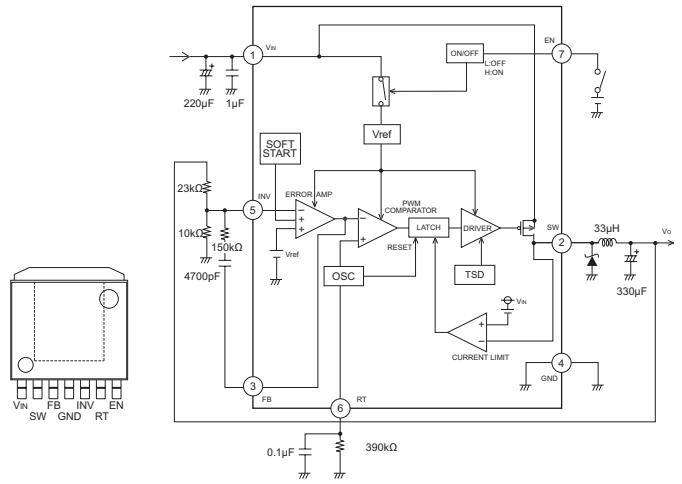 VIN
1
220µF
1µF
ON/OFF
L:OFF
H:ON
EN
7
Vref
SOFT
START
23kΩ
INV
5
ERROR AMP
PWM
COMPARATOR
10kΩ
150kΩ
4700pF
Vref
LATCH
RESET
DRIVER
SW
2
33µH
VO
OSC
TSD
330µF
VIN
CURRENT LIMIT
3
FB
4
GND
RT
6
0.1µF
390kΩ
VIN FB INV EN
SW GND RT
+
+
−
+
+
−
+
+
−
+